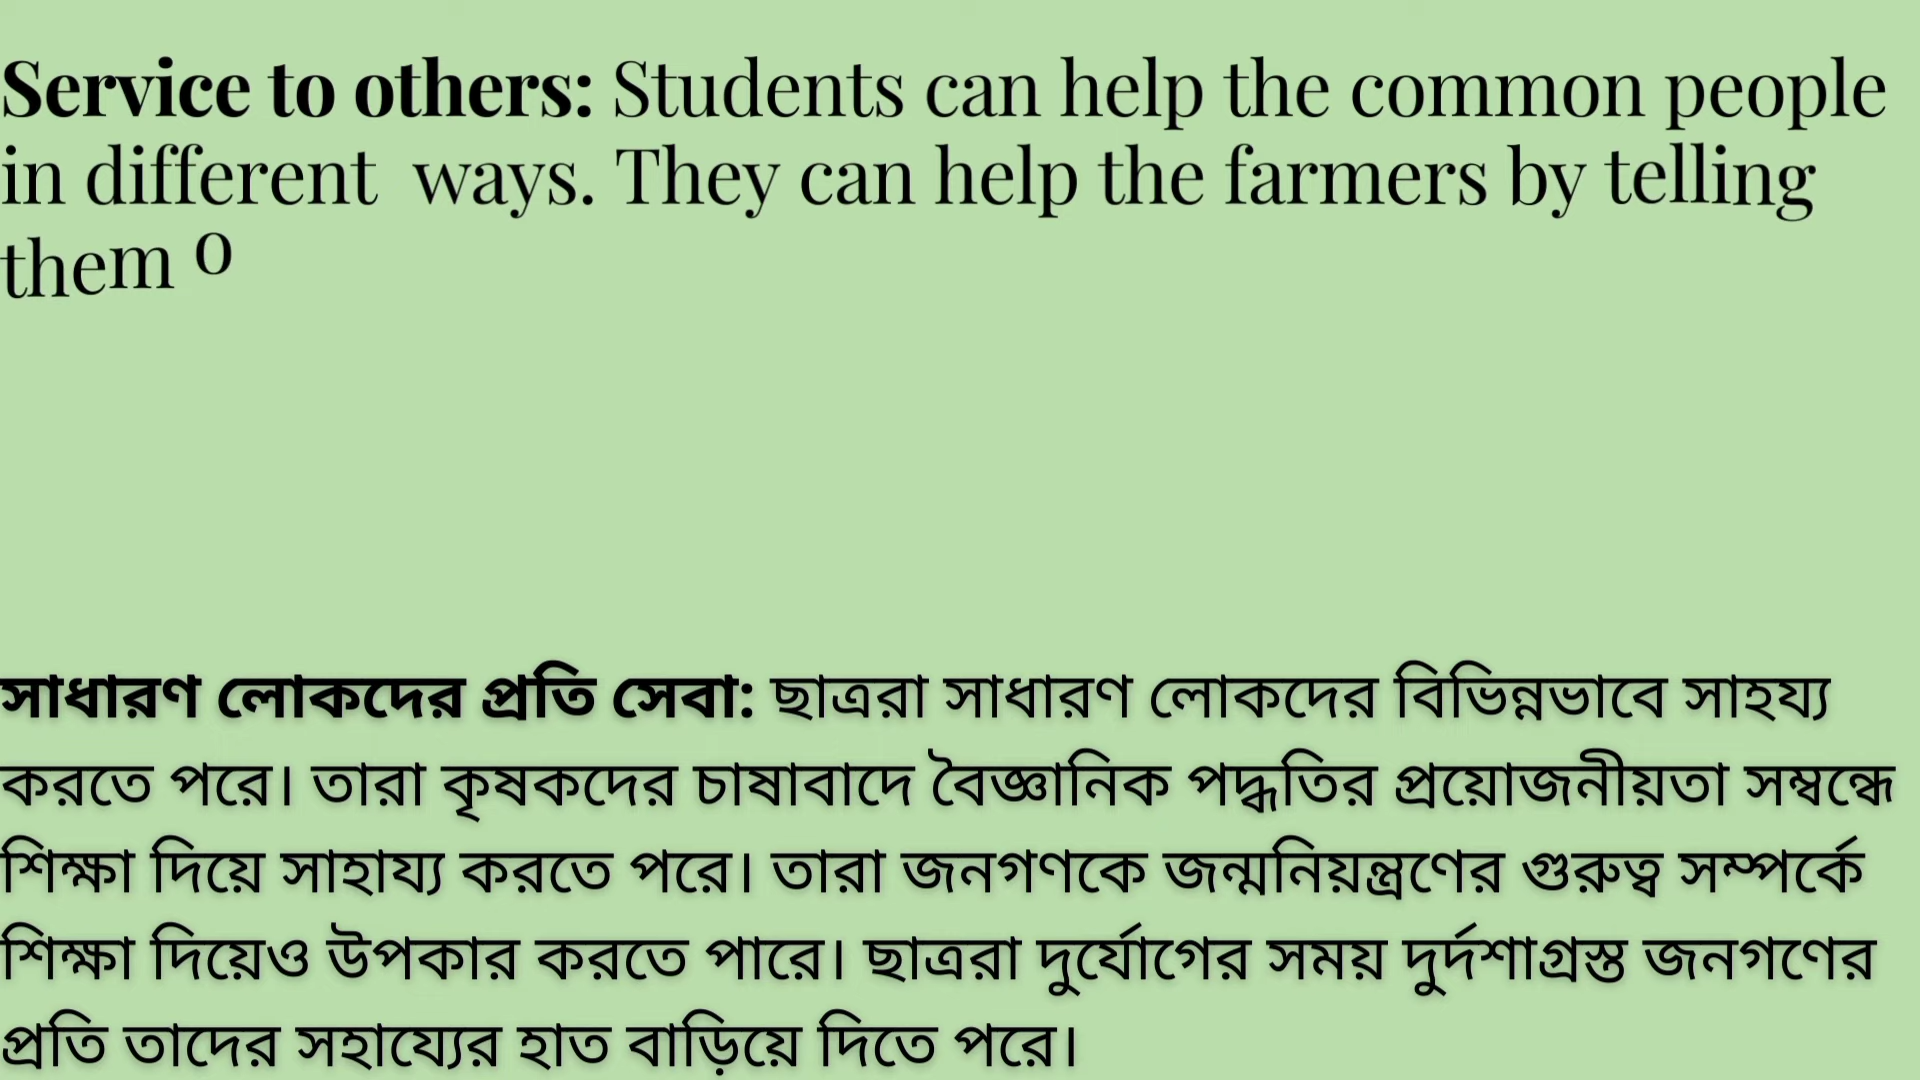 Service to others: Students can help the common people
in different ways. They can help the farmers by telling
them o
সাধারণ লোকদের প্রতি সেবা: ছাত্ররা সাধারণ লোকদের বিভিন্নভাবে সাহয্য
করতে পরে। তারা কৃষকদের চাষাবাদে বৈজ্ঞানিক পদ্ধতির প্রয়োজনীয়তা সম্বন্ধে
শিক্ষা দিয়ে সাহায্য করতে পরে। তারা জনগণকে জন্মনিয়ন্ত্রণের গুরুত্ব সম্পর্কে
শিক্ষা দিয়েও উপকার করতে পারে। ছাত্ররা দুর্যোগের সময় দুর্দশাগ্রস্ত জনগণের
প্রতি তাদের সহায্যের হাত বাড়িয়ে দিতে পরে।